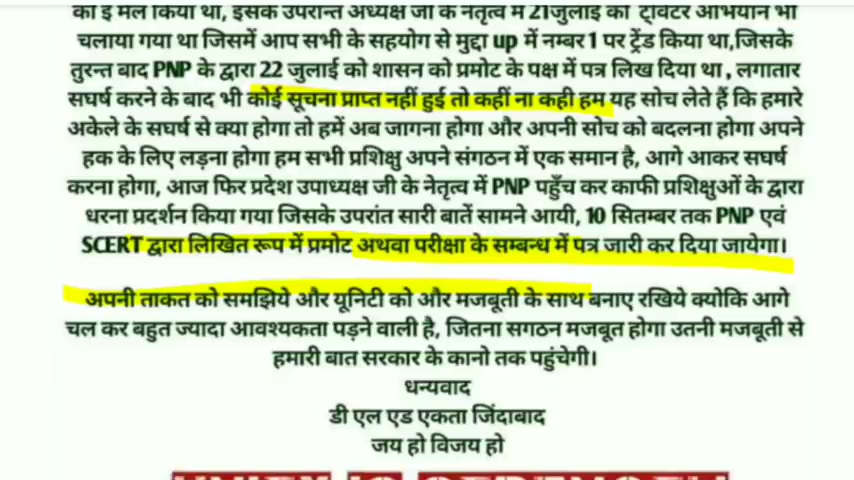 को इ मेल किया था, इसके उपरान्त अध्यक्ष जी के नेतृत्व में 21जुलाई को ट्विटर अभियान भी
चलाया गया था जिसमें आप सभी के सहयोग से मुद्दा up में नम्बर 1 पर ट्रेंड किया था,जिसके
तुरन्त बाद PNP के द्वारा 22 जुलाई को शासन को प्रमोट के पक्ष में पत्र लिख दिया था , लगातार
सघर्ष करने के बाद भी कोई सूचना प्राप्त नहीं हुई तो कहीं ना कही हम यह सोच लेते हैं कि हमारे
अकेले के सघर्ष से क्या होगा तो हमें अब जागना होगा और अपनी सोच को बदलना होगा अपने
हक के लिए लड़ना होगा हम सभी प्रशिक्षु अपने संगठन में एक समान है, आगे आकर सघर्ष
करना होगा, आज फिर प्रदेश उपाध्यक्ष जी के नेतृत्व में PNP पहुँच कर काफी प्रशिक्षुओं के द्वारा
धरना प्रदर्शन किया गया जिसके उपरांत सारी बातें सामने आयी, 10 सितम्बर तक PNP एवं
SCERT द्वारा लिखित रूप में प्रमोट अथवा परीक्षा के सम्बन्ध में पत्र जारी कर दिया जायेगा।
अपनी ताकत को समझिये और यूनिटी को और मजबूती के साथ बनाए रखिये क्योकि आगे
चल कर बहुत ज्यादा आवश्यकता पड़ने वाली है, जितना सगठन मजबूत होगा उतनी मजबूती से
हमारी बात सरकार के कानो तक पहुंचेगी।
धन्यवाद
डी एल एड एकता जिंदाबाद
जय हो विजय हो